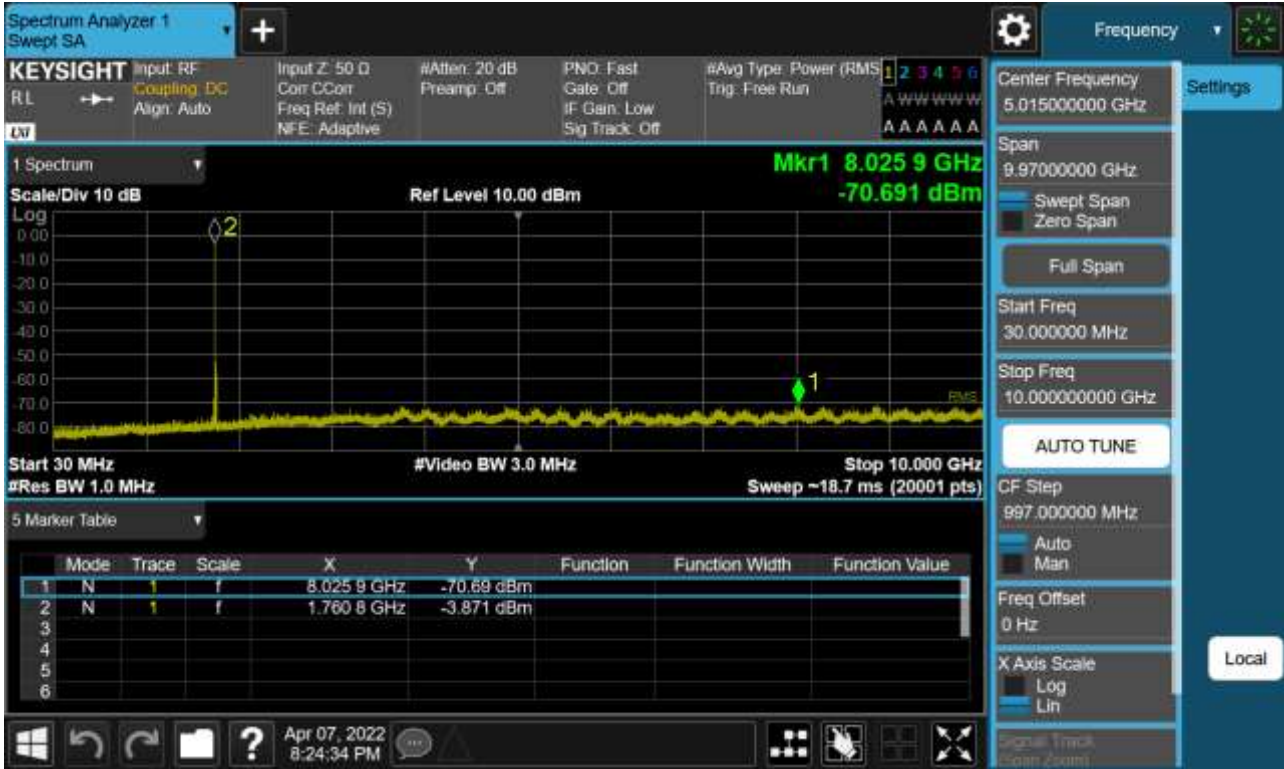 Spectrum Analyzer 1
Swept SA
+
Frequency
KEYSIGHT
RL
LXI
Input: RF
Coupling: DC
Align: Auto
Input Z: 50 Ω
Corr CCorr
Freq Ref: Int (S)
NFE: Adaptive
#Atten: 20 dB
Preamp: Off
PNO: Fast
Gate: Off
IF Gain: Low
Sig Track: Off
#Avg Type: Power (RMS
Trig: Free Run
1 2 3 4 5 6
A W W W W W
A A A A A A
1 Spectrum
Scale/Div 10 dB
Ref Level 10.00 dBm
Mkr1 8.025 9 GHz
-70.691 dBm
Log
0.00
-10.0
-20.0
-30.0
-40.0
-50.0
-60.0
-70.0
-80.0
2
1
RMS
Start 30 MHz
#Video BW 3.0 MHz
Stop 10.000 GHz
#Res BW 1.0 MHz
Sweep ~18.7 ms (20001 pts)
5 Marker Table
Mode Trace Scale X Y Function Function Width Function Value
1 N 1 f 8.025 9 GHz -70.69 dBm
2 N 1 f 1.760 8 GHz -3.871 dBm
3
4
5
6
Center Frequency
5.015000000 GHz
Settings
Span
9.97000000 GHz
Swept Span
Zero Span
Full Span
Start Freq
30.000000 MHz
Stop Freq
10.000000000 GHz
AUTO TUNE
CF Step
997.000000 MHz
Auto
Man
Freq Offset
0 Hz
X Axis Scale
Log
Lin
Signal Track
(Span Zoom)
Local
?
Apr 07, 2022
8:24:34 PM